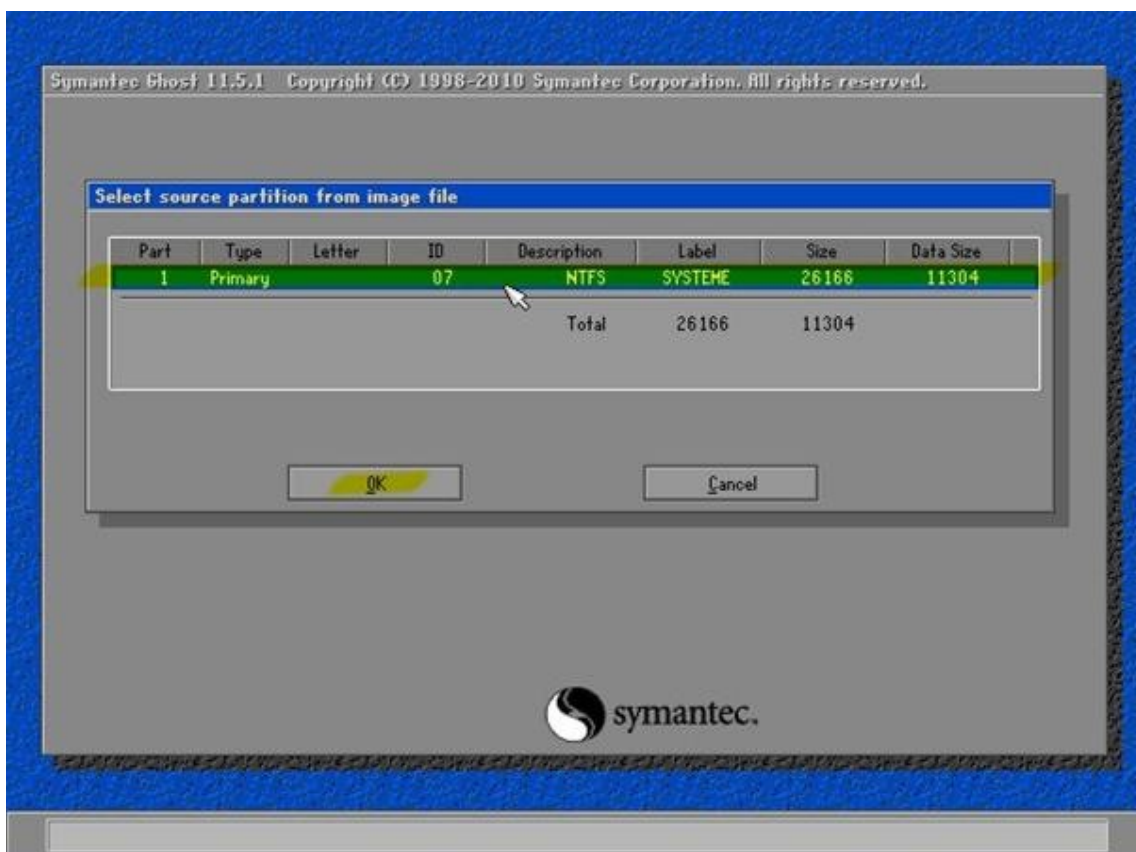 Symantec Ghost 11.5.1 Copyright (C) 1998-2010 Symantec Corporation. All rights reserved.
Select source partition from image file
Part Type Letter ID Description Label Size Data Size
1 Primary 07 NTFS SYSTEME 26166 11304
Total 26166 11304
OK Cancel
symantec.